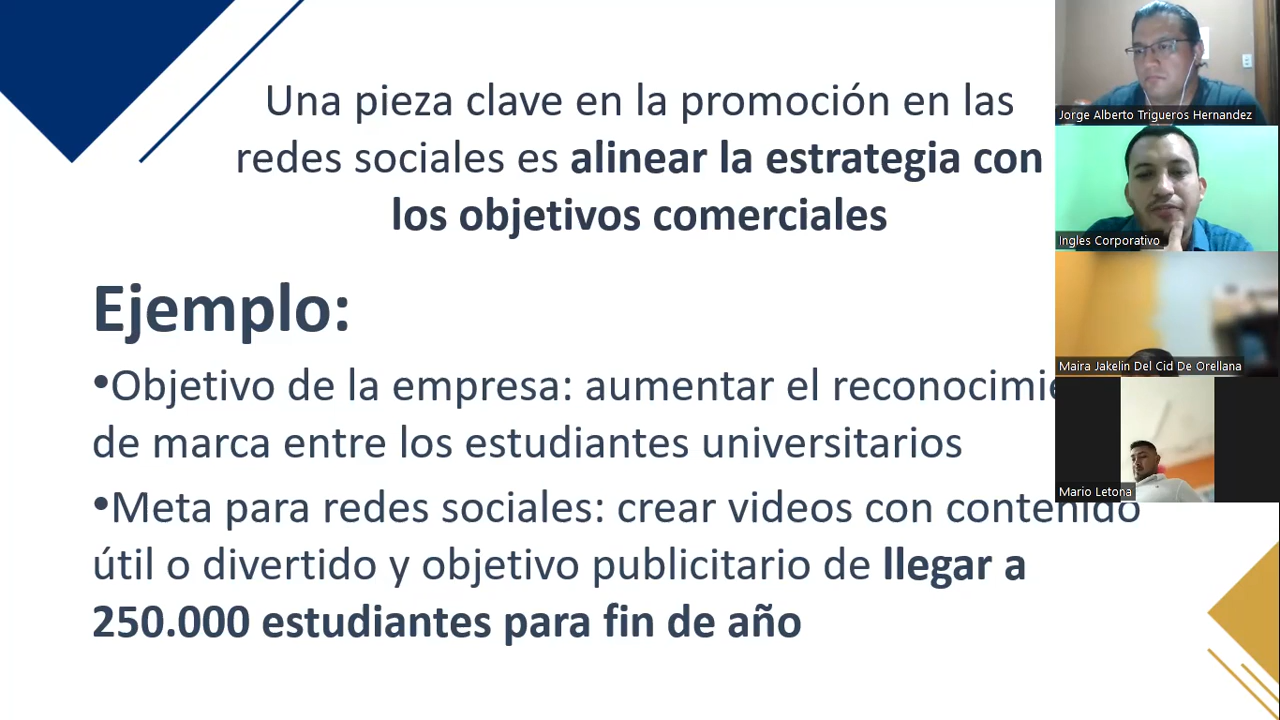 Una pieza clave en la promoción en las
redes sociales es alinear la estrategia con
los objetivos comerciales
Ejemplo:
•Objetivo de la empresa: aumentar el
de marca entre los estudiantes universitarios
•Meta para redes sociales: crear videos con contenido
útil o divertido y objetivo publicitario de llegar a
250.000 estudiantes para fin de año
Jorge Alberto Trigueros Hernandez
Ingles Corporativo
Maira Jakelin Del Cid De Orellana
Mario Letona